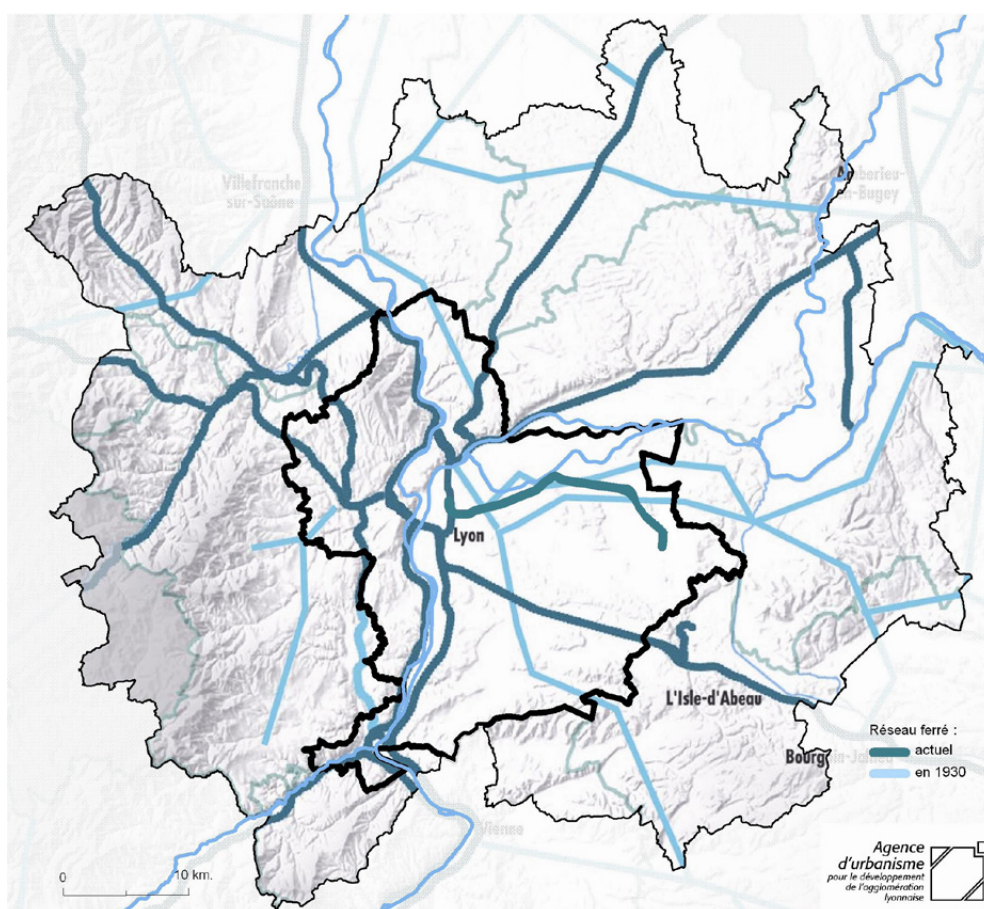 Villefranche
sur-Saône
Ambérieu
en-Bugey
Lyon
L'Isle-d'Abeau
Réseau ferré :
actuel
en 1930
Bourgoin-Jallieu
Vienne
0 10 km.
Agence
d'urbanisme
pour le développement
de l'agglomération
lyonnaise